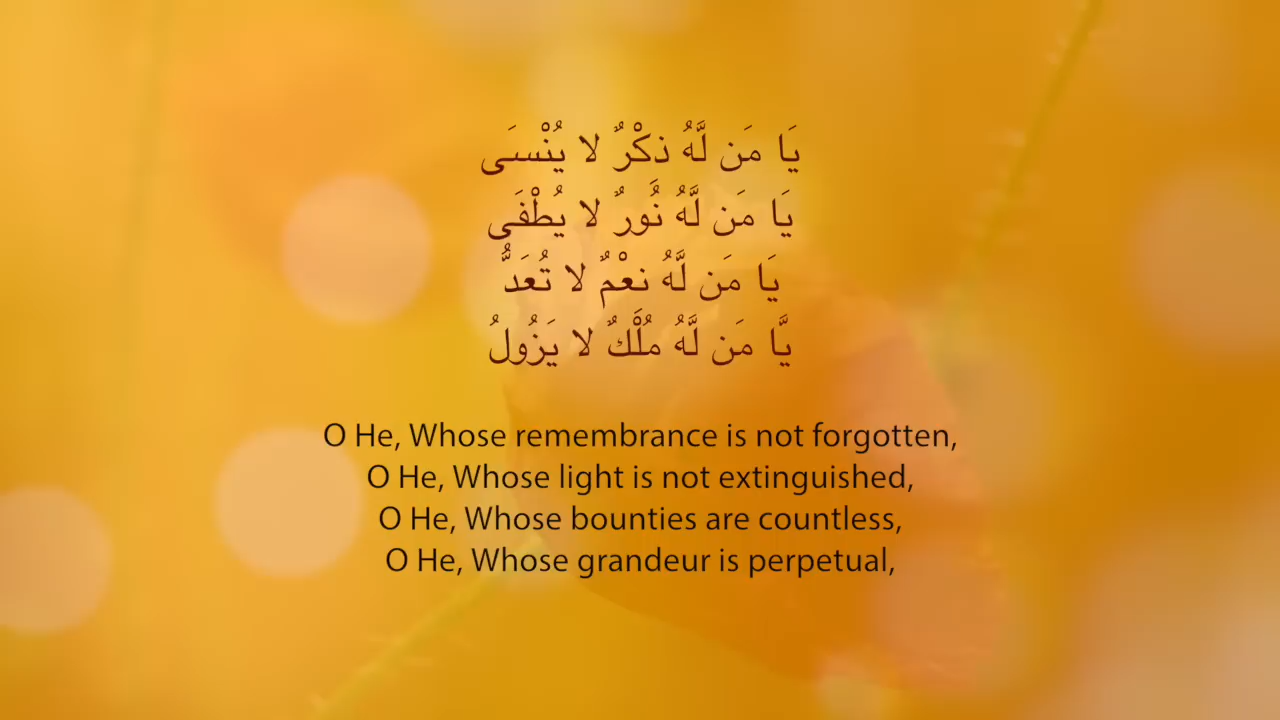 يَا مَن لَّهُ ذكْرٌ لا يُنْسَى
يَا مَن لَّهُ نُورٌ لا يُطْفَى
يَا مَن لَّهُ نعْمٌ لا تُعَدُّ
يَّا مَن لَّهُ مُلْكٌ لا يَزُولُ
O He, Whose remembrance is not forgotten,
O He, Whose light is not extinguished,
O He, Whose bounties are countless,
O He, Whose grandeur is perpetual,